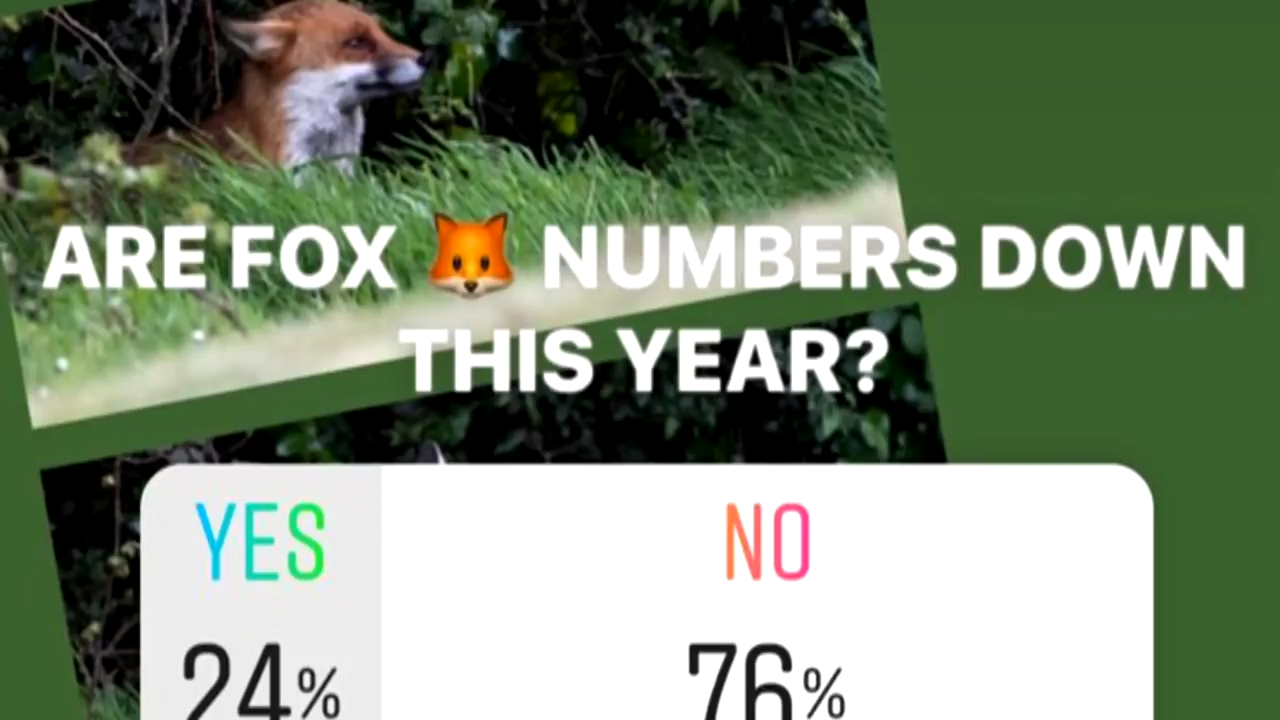 ARE FOX 🦊 NUMBERS DOWN
THIS YEAR?
YES NO
24% 76%